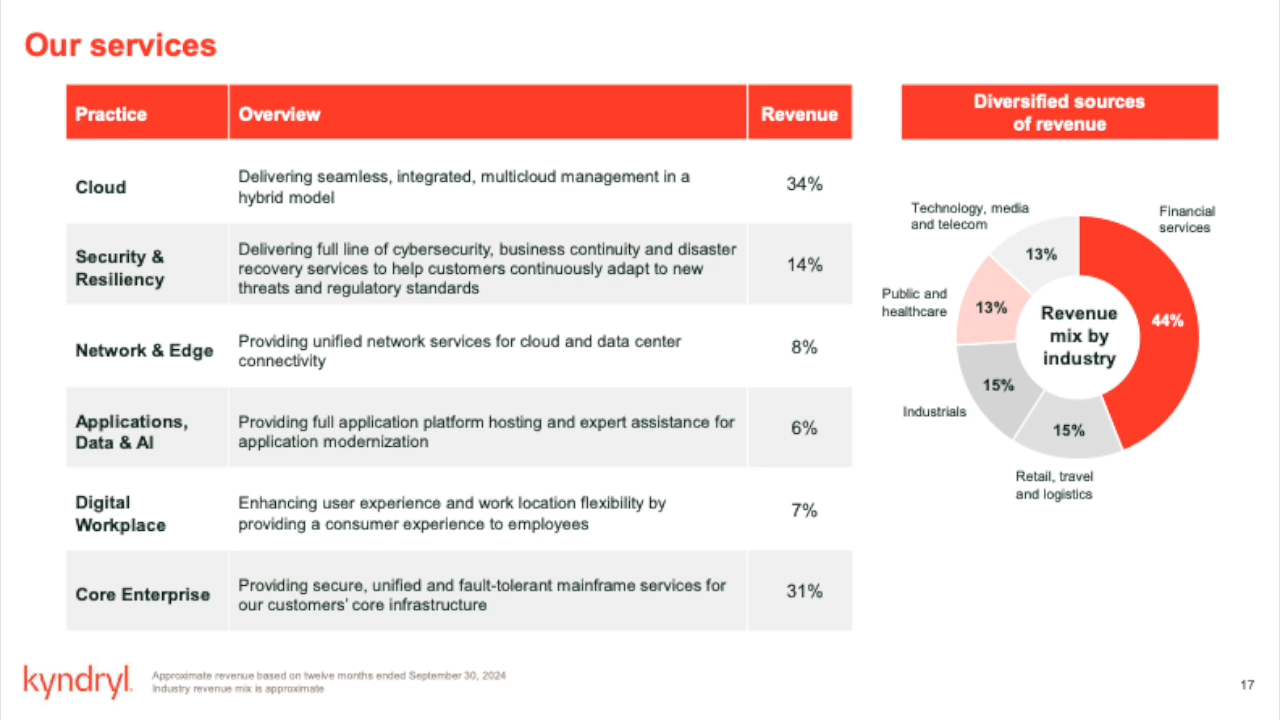 Our services
Practice
Overview
Revenue
Cloud
Delivering seamless, integrated, multicloud management in a
hybrid model
34%
Security &
Resiliency
Delivering full line of cybersecurity, business continuity and disaster
recovery services to help customers continuously adapt to new
threats and regulatory standards
14%
Network & Edge
Providing unified network services for cloud and data center
connectivity
8%
Applications,
Data & AI
Providing full application platform hosting and expert assistance for
application modernization
6%
Digital
Workplace
Enhancing user experience and work location flexibility by
providing a consumer experience to employees
7%
Core Enterprise
Providing secure, unified and fault-tolerant mainframe services for
our customers' core infrastructure
31%
Diversified sources
of revenue
Technology, media
and telecom
13%
Financial
services
44%
Public and
healthcare
13%
Revenue
mix by
industry
Industrials
15%
15%
Retail, travel
and logistics
kyndryl.
Approximate revenue based on twelve months ended September 30, 2024
Industry revenue mix is approximate
17